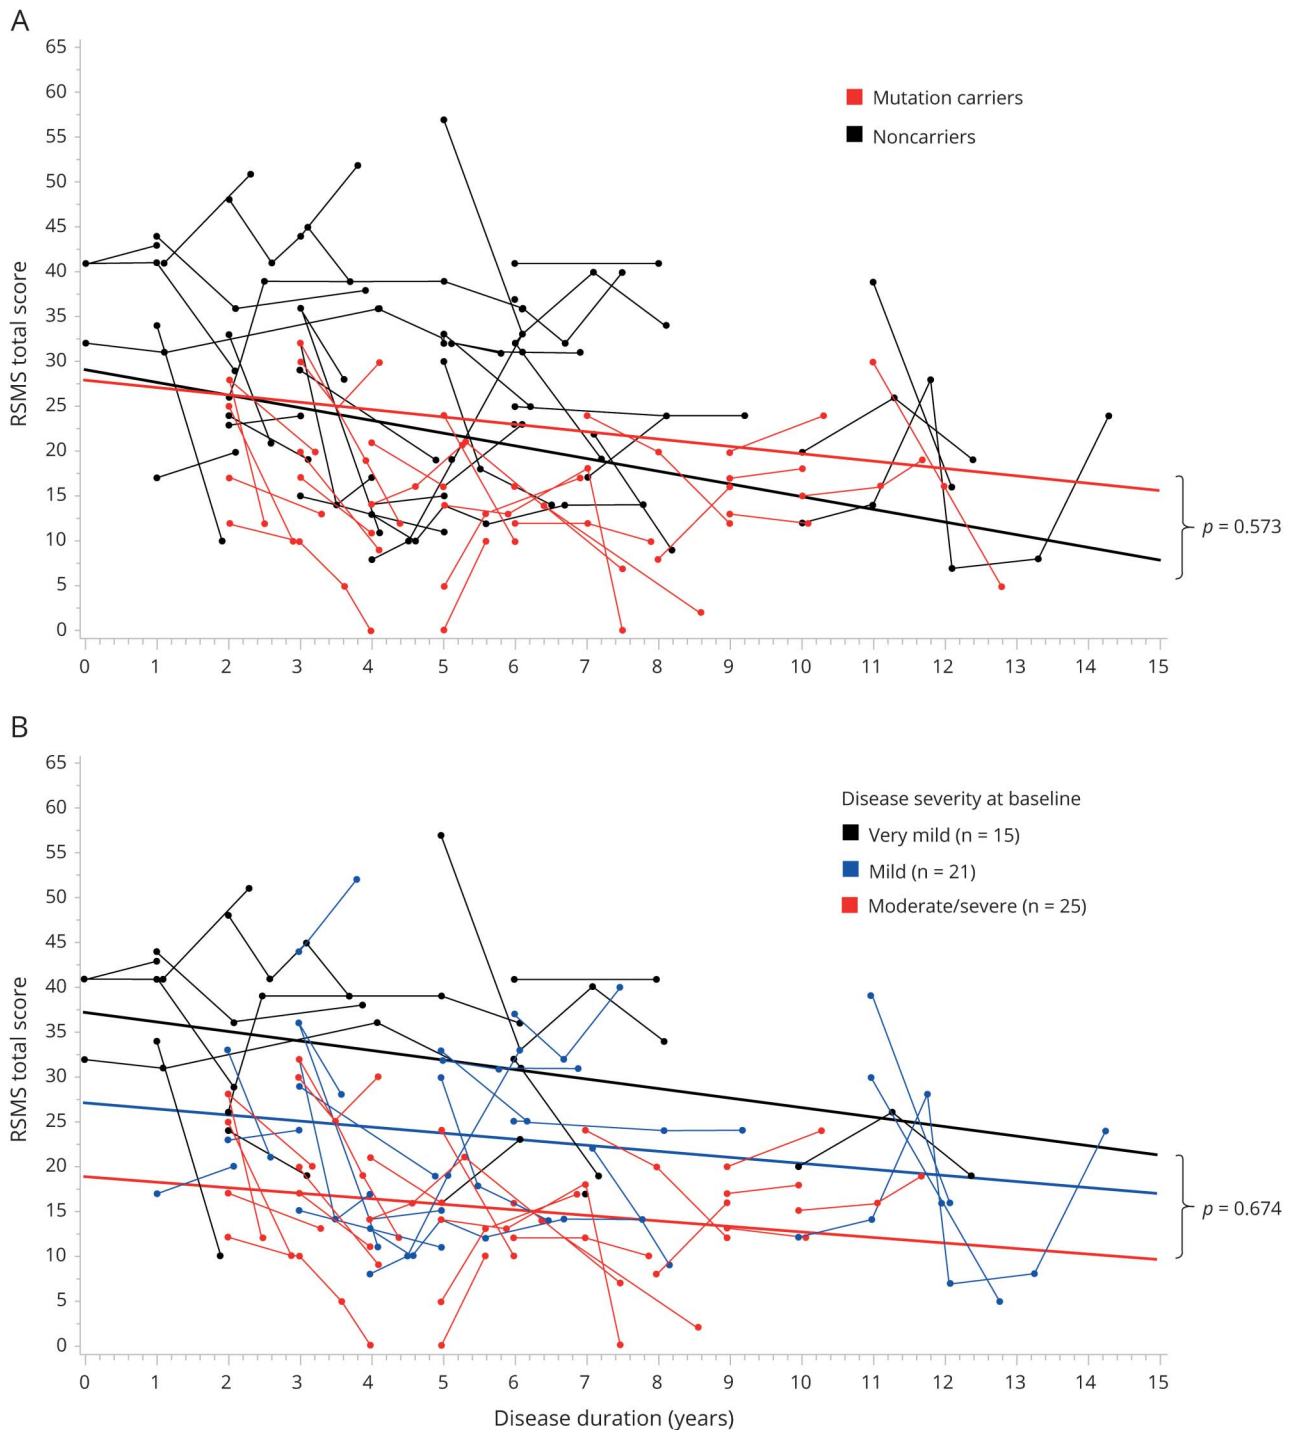 A
65
60
55
50
45
40
35
30
25
20
15
10
5
0
RSMS total score
Mutation carriers
Noncarriers
p = 0.573
0 1 2 3 4 5 6 7 8 9 10 11 12 13 14 15
B
65
60
55
50
45
40
35
30
25
20
15
10
5
0
RSMS total score
Disease severity at baseline
Very mild (n = 15)
Mild (n = 21)
Moderate/severe (n = 25)
p = 0.674
0 1 2 3 4 5 6 7 8 9 10 11 12 13 14 15
Disease duration (years)